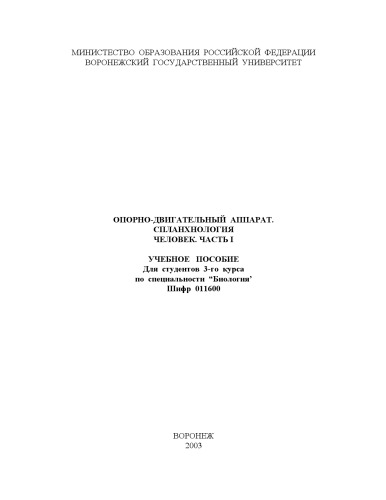 МИНИСТЕСТВО ОБРАЗОВАНИЯ РОССИЙСКОЙ ФЕДЕРАЦИИ
ВОРОНЕЖСКИЙ ГОСУДАРСТВЕННЫЙ УНИВЕРСИТЕТ
ОПОРНО-ДВИГАТЕЛЬНЫЙ АППАРАТ.
СПЛАНХНОЛОГИЯ
ЧЕЛОВЕК. ЧАСТЬ I
УЧЕБНОЕ ПОСОБИЕ
Для студентов 3-го курса
по специальности “Биология’
Шифр 011600
ВОРОНЕЖ
2003